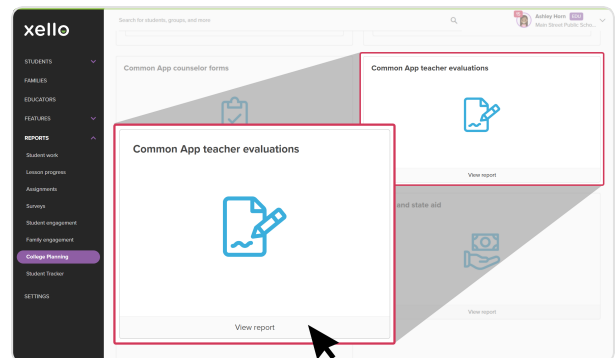 xello
Search for students, groups, and more
Ashley Horn EDU
Main Street Public Scho...
STUDENTS
FAMILIES
EDUCATORS
FEATURES
REPORTS
Student work
Lesson progress
Assignments
Surveys
Student engagement
Family engagement
College Planning
Student Tracker
SETTINGS
Common App counselor forms
Common App teacher evaluations
View report
Common App teacher evaluations
View report
and state aid
View report